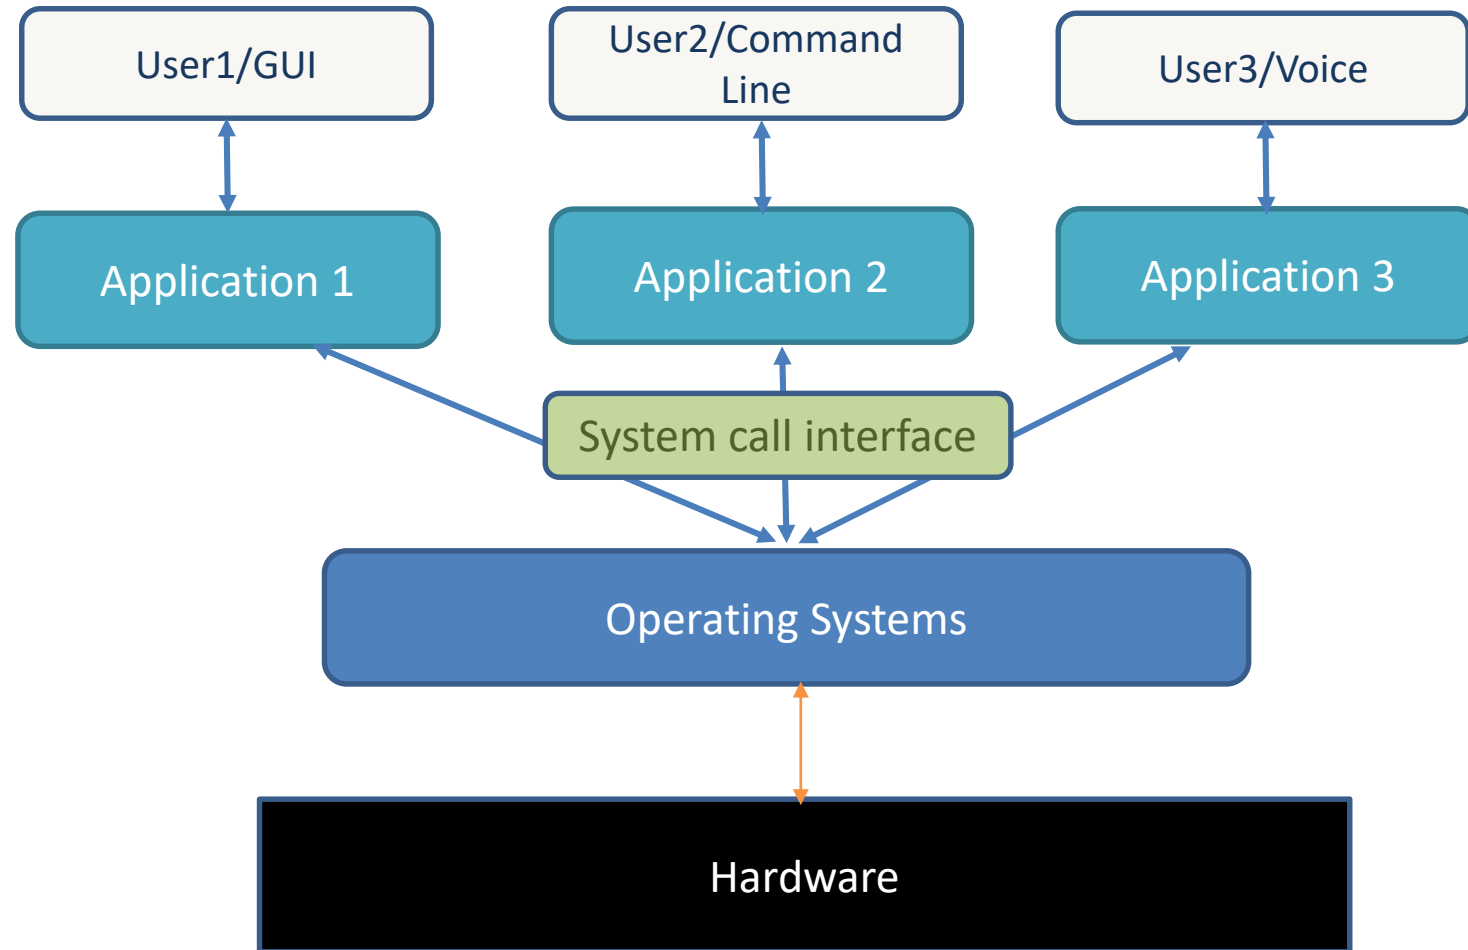 User1/GUI
User2/Command
Line
User3/Voice
Application 1
Application 2
Application 3
System call interface
Operating Systems
Hardware